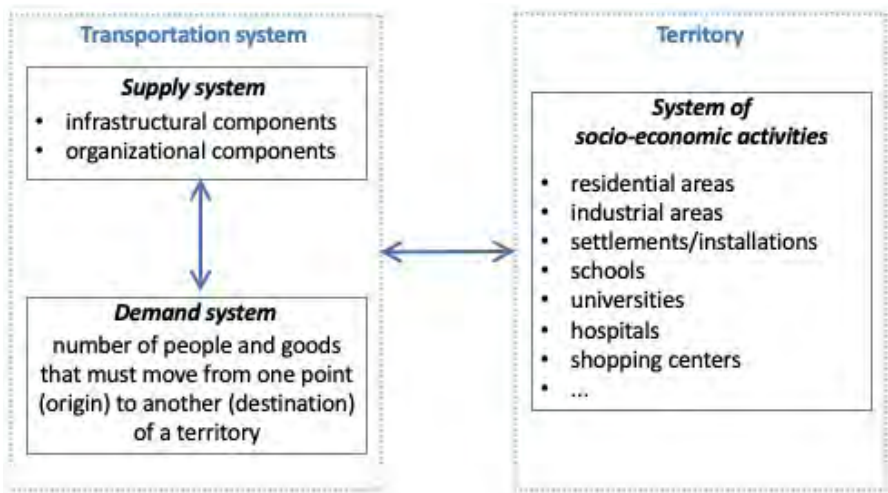 Transportation system
Supply system
• infrastructural components
• organizational components
Demand system
number of people and goods
that must move from one point
(origin) to another (destination)
of a territory
Territory
System of
socio-economic activities
• residential areas
• industrial areas
• settlements/installations
• schools
• universities
• hospitals
• shopping centers
• ...